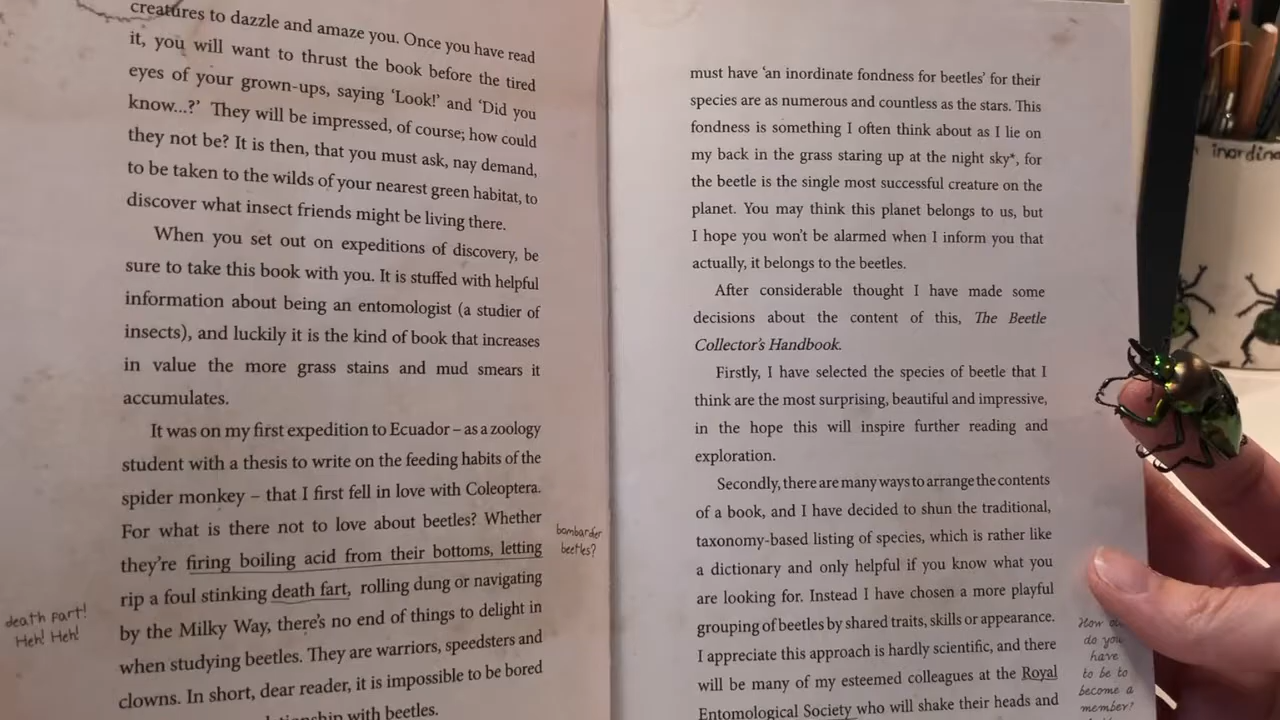 creatures to dazzle and amaze you. Once you have read
it, you will want to thrust the book before the tired
eyes of your grown-ups, saying ‘Look!’ and ‘Did you
know...?’ They will be impressed, of course; how could
they not be? It is then, that you must ask, nay demand,
to be taken to the wilds of your nearest green habitat, to
discover what insect friends might be living there.
When you set out on expeditions of discovery, be
sure to take this book with you. It is stuffed with helpful
information about being an entomologist (a studier of
insects), and luckily it is the kind of book that increases
in value the more grass stains and mud smears it
accumulates.
It was on my first expedition to Ecuador – as a zoology
student with a thesis to write on the feeding habits of the
spider monkey – that I first fell in love with Coleoptera.
For what is there not to love about beetles? Whether
they’re firing boiling acid from their bottoms, letting
rip a foul stinking death fart, rolling dung or navigating
by the Milky Way, there’s no end of things to delight in
when studying beetles. They are warriors, speedsters and
clowns. In short, dear reader, it is impossible to be bored
with beetles.
bombarder
beetles?
death part!
Heh! Heh!
must have ‘an inordinate fondness for beetles’ for their
species are as numerous and countless as the stars. This
fondness is something I often think about as I lie on
my back in the grass staring up at the night sky*, for
the beetle is the single most successful creature on the
planet. You may think this planet belongs to us, but
I hope you won’t be alarmed when I inform you that
actually, it belongs to the beetles.
After considerable thought I have made some
decisions about the content of this, The Beetle
Collector’s Handbook.
Firstly, I have selected the species of beetle that I
think are the most surprising, beautiful and impressive,
in the hope this will inspire further reading and
exploration.
Secondly, there are many ways to arrange the contents
of a book, and I have decided to shun the traditional,
taxonomy-based listing of species, which is rather like
a dictionary and only helpful if you know what you
are looking for. Instead I have chosen a more playful
grouping of beetles by shared traits, skills or appearance.
I appreciate this approach is hardly scientific, and there
will be many of my esteemed colleagues at the Royal
Entomological Society who will shake their heads and
How
do you
have
to be to
become a
member?
inordina